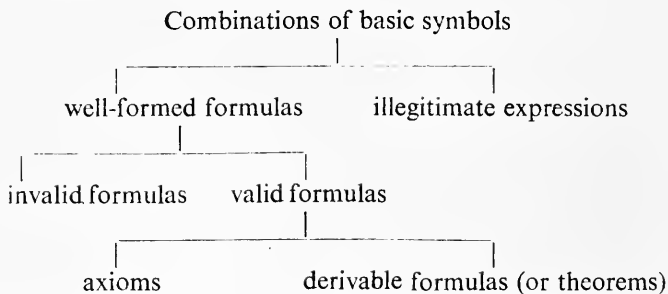 Combinations of basic symbols
well-formed formulas illegitimate expressions
invalid formulas valid formulas
axioms derivable formulas (or theorems)